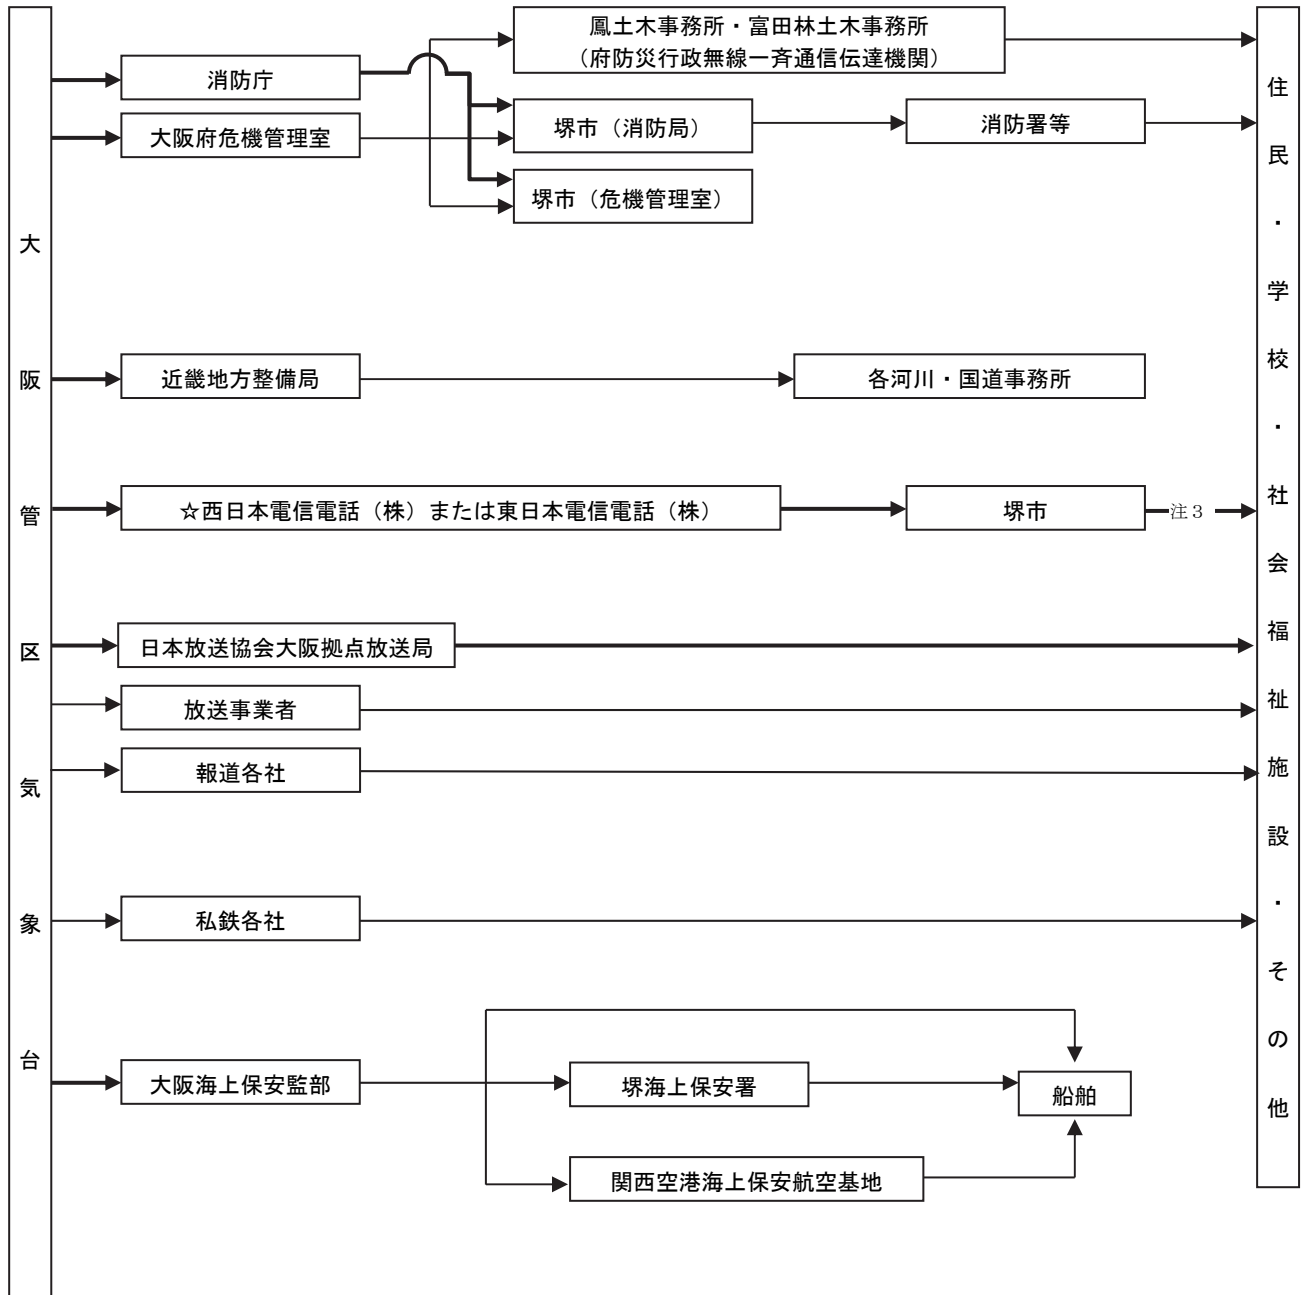 大阪管区気象台
鳳土木事務所・富田林土木事務所
（府防災行政無線一斉通信伝達機関）
消防庁
大阪府危機管理室
堺市（消防局）
消防署等
堺市（危機管理室）
近畿地方整備局
各河川・国道事務所
☆西日本電信電話（株）または東日本電信電話（株）
堺市
注３
日本放送協会大阪拠点放送局
放送事業者
報道各社
私鉄各社
大阪海上保安監部
堺海上保安署
船舶
関西空港海上保安航空基地
住民・学校・社会福祉施設・その他